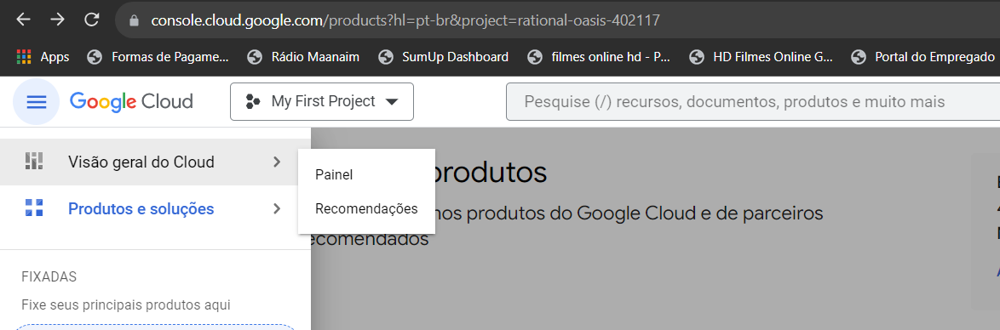 console.cloud.google.com/products?hl=pt-br&project=rational-oasis-402117
Apps Formas de Pagame... Rádio Maanaim SumUp Dashboard filmes online hd - P... HD Filmes Online G... Portal do Empregado
Google Cloud My First Project Pesquise (/) recursos, documentos, produtos e muito mais
Visão geral do Cloud
Painel
produtos
Produtos e soluções
Recomendações
nos produtos do Google Cloud e de parceiros
ecomendados
FIXADAS
Fixe seus principais produtos aqui